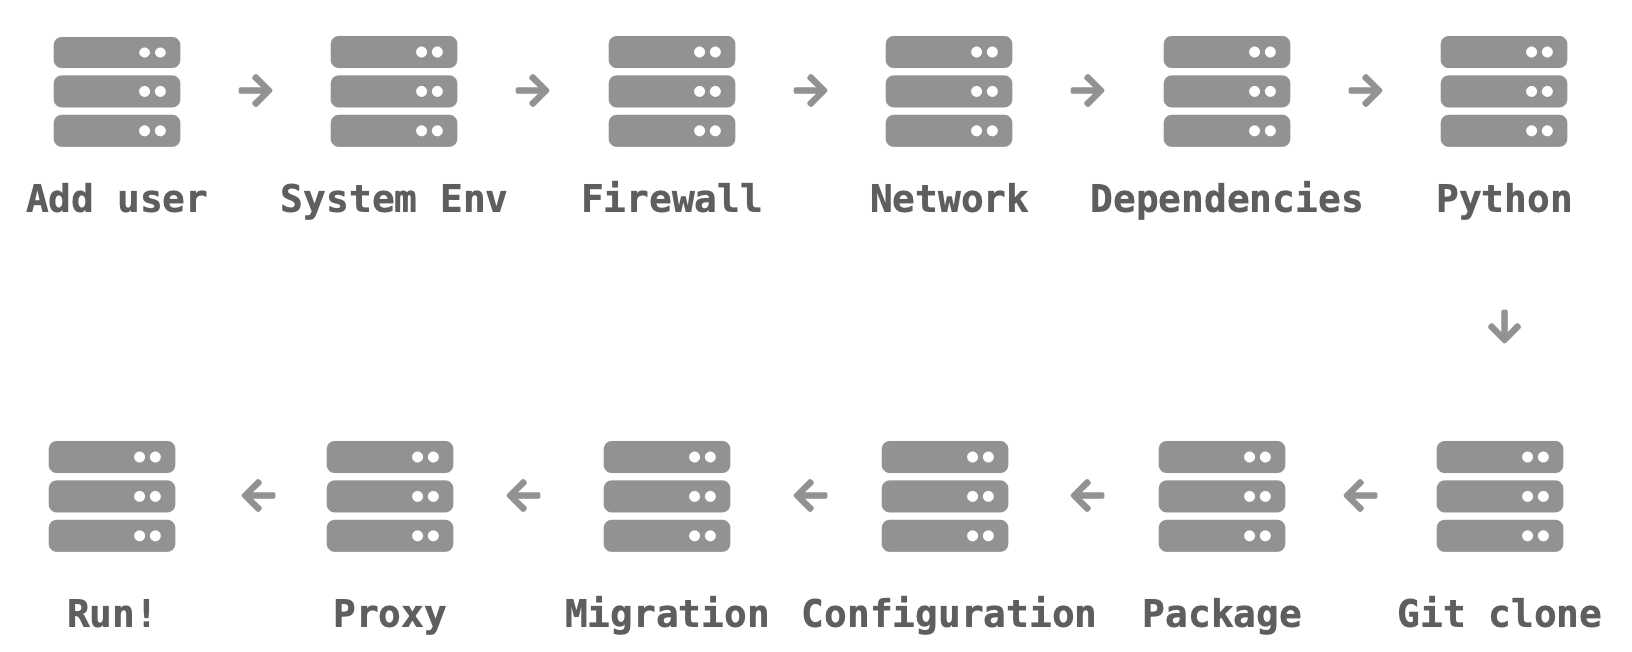 Add user
System Env
Firewall
Network
Dependencies
Python
Git clone
Package
Configuration
Migration
Proxy
Run!